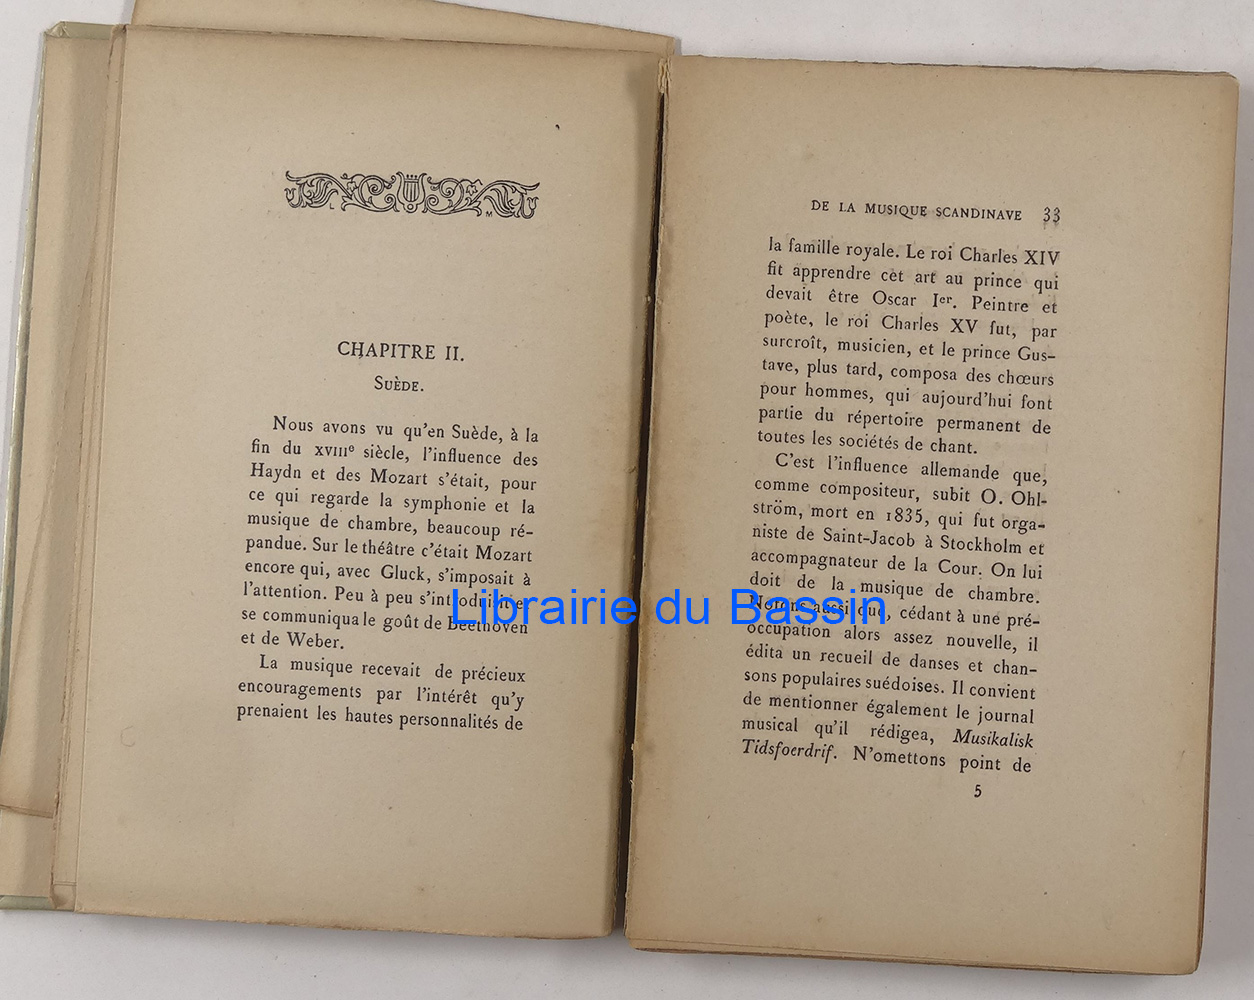 CHAPITRE II.
SUÈDE.
Nous avons vu qu'en Suède, à la
fin du XVIIIe siècle, l'influence des
Haydn et des Mozart s'était, pour
ce qui regarde la symphonie et la
musique de chambre, beaucoup ré-
pandue. Sur le théâtre c'était Mozart
encore qui, avec Gluck, s'imposait à
l'attention. Peu à peu s'introduisit et
se communiqua le goût de Beethoven
et de Weber.
La musique recevait de précieux
encouragements par l'intérêt qu'y
prenaient les hautes personnalités de
DE LA MUSIQUE SCANDINAVE 33
la famille royale. Le roi Charles XIV
fit apprendre cet art au prince qui
devait être Oscar Ier. Peintre et
poète, le roi Charles XV fut, par
surcroît, musicien, et le prince Gus-
tave, plus tard, composa des chœurs
pour hommes, qui aujourd'hui font
partie du répertoire permanent de
toutes les sociétés de chant.
C'est l'influence allemande que,
comme compositeur, subit O. Ohl-
ström, mort en 1835, qui fut orga-
niste de Saint-Jacob à Stockholm et
accompagnateur de la Cour. On lui
doit de la musique de chambre.
Notons aussi que, cédant à une pré-
occupation alors assez nouvelle, il
édita un recueil de danses et chan-
sons populaires suédoises. Il convient
de mentionner également le journal
musical qu'il rédigea, Musikalisk
Tidsfoerdrif. N'omettons point de
5
Librairie du Bassin